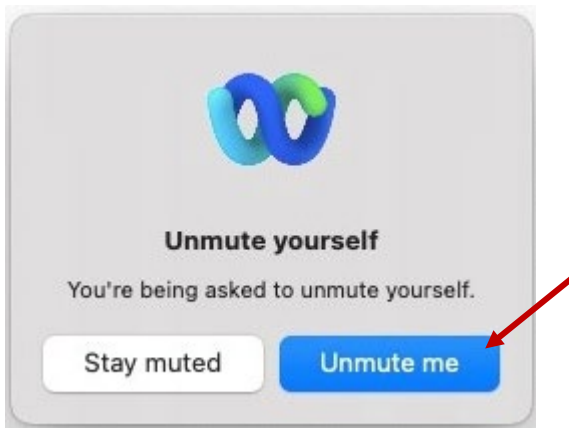 Unmute yourself
You're being asked to unmute yourself.
Stay muted
Unmute me